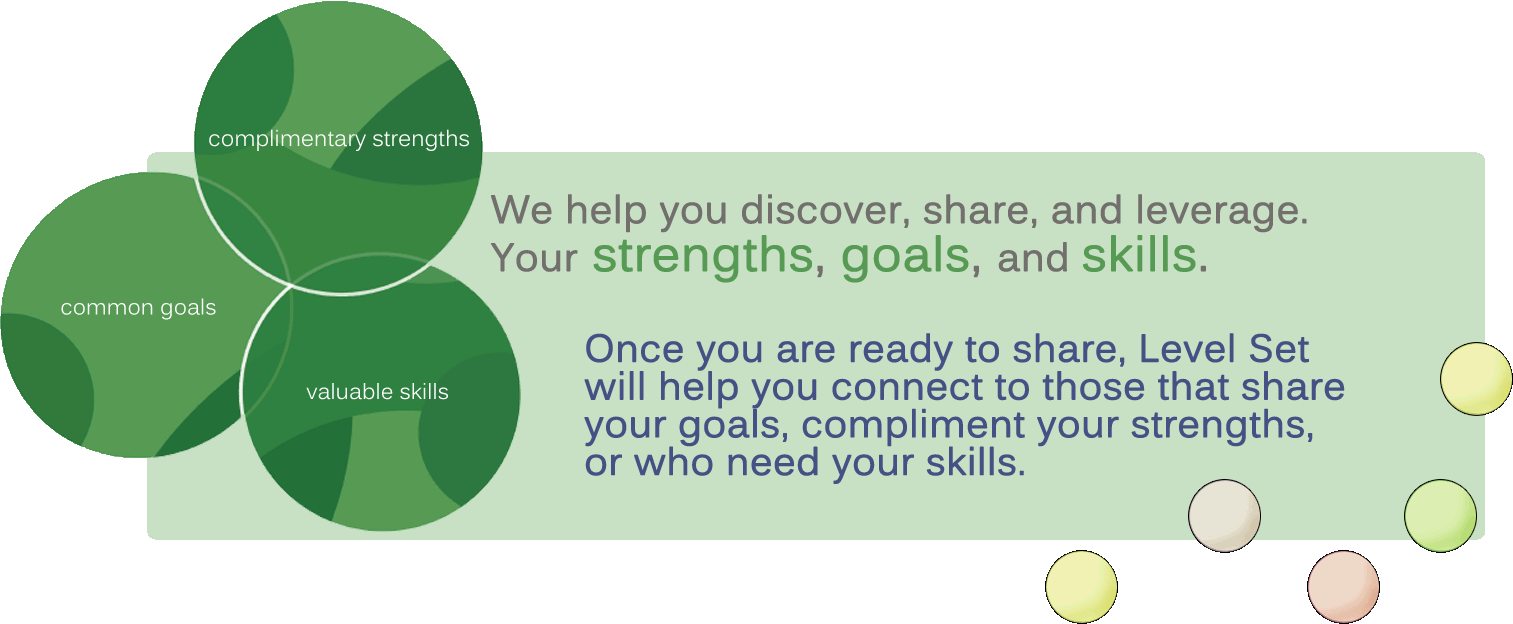 complimentary strengths
common goals
valuable skills
We help you discover, share, and leverage.
Your strengths, goals, and skills.
Once you are ready to share, Level Set
will help you connect to those that share
your goals, compliment your strengths,
or who need your skills.